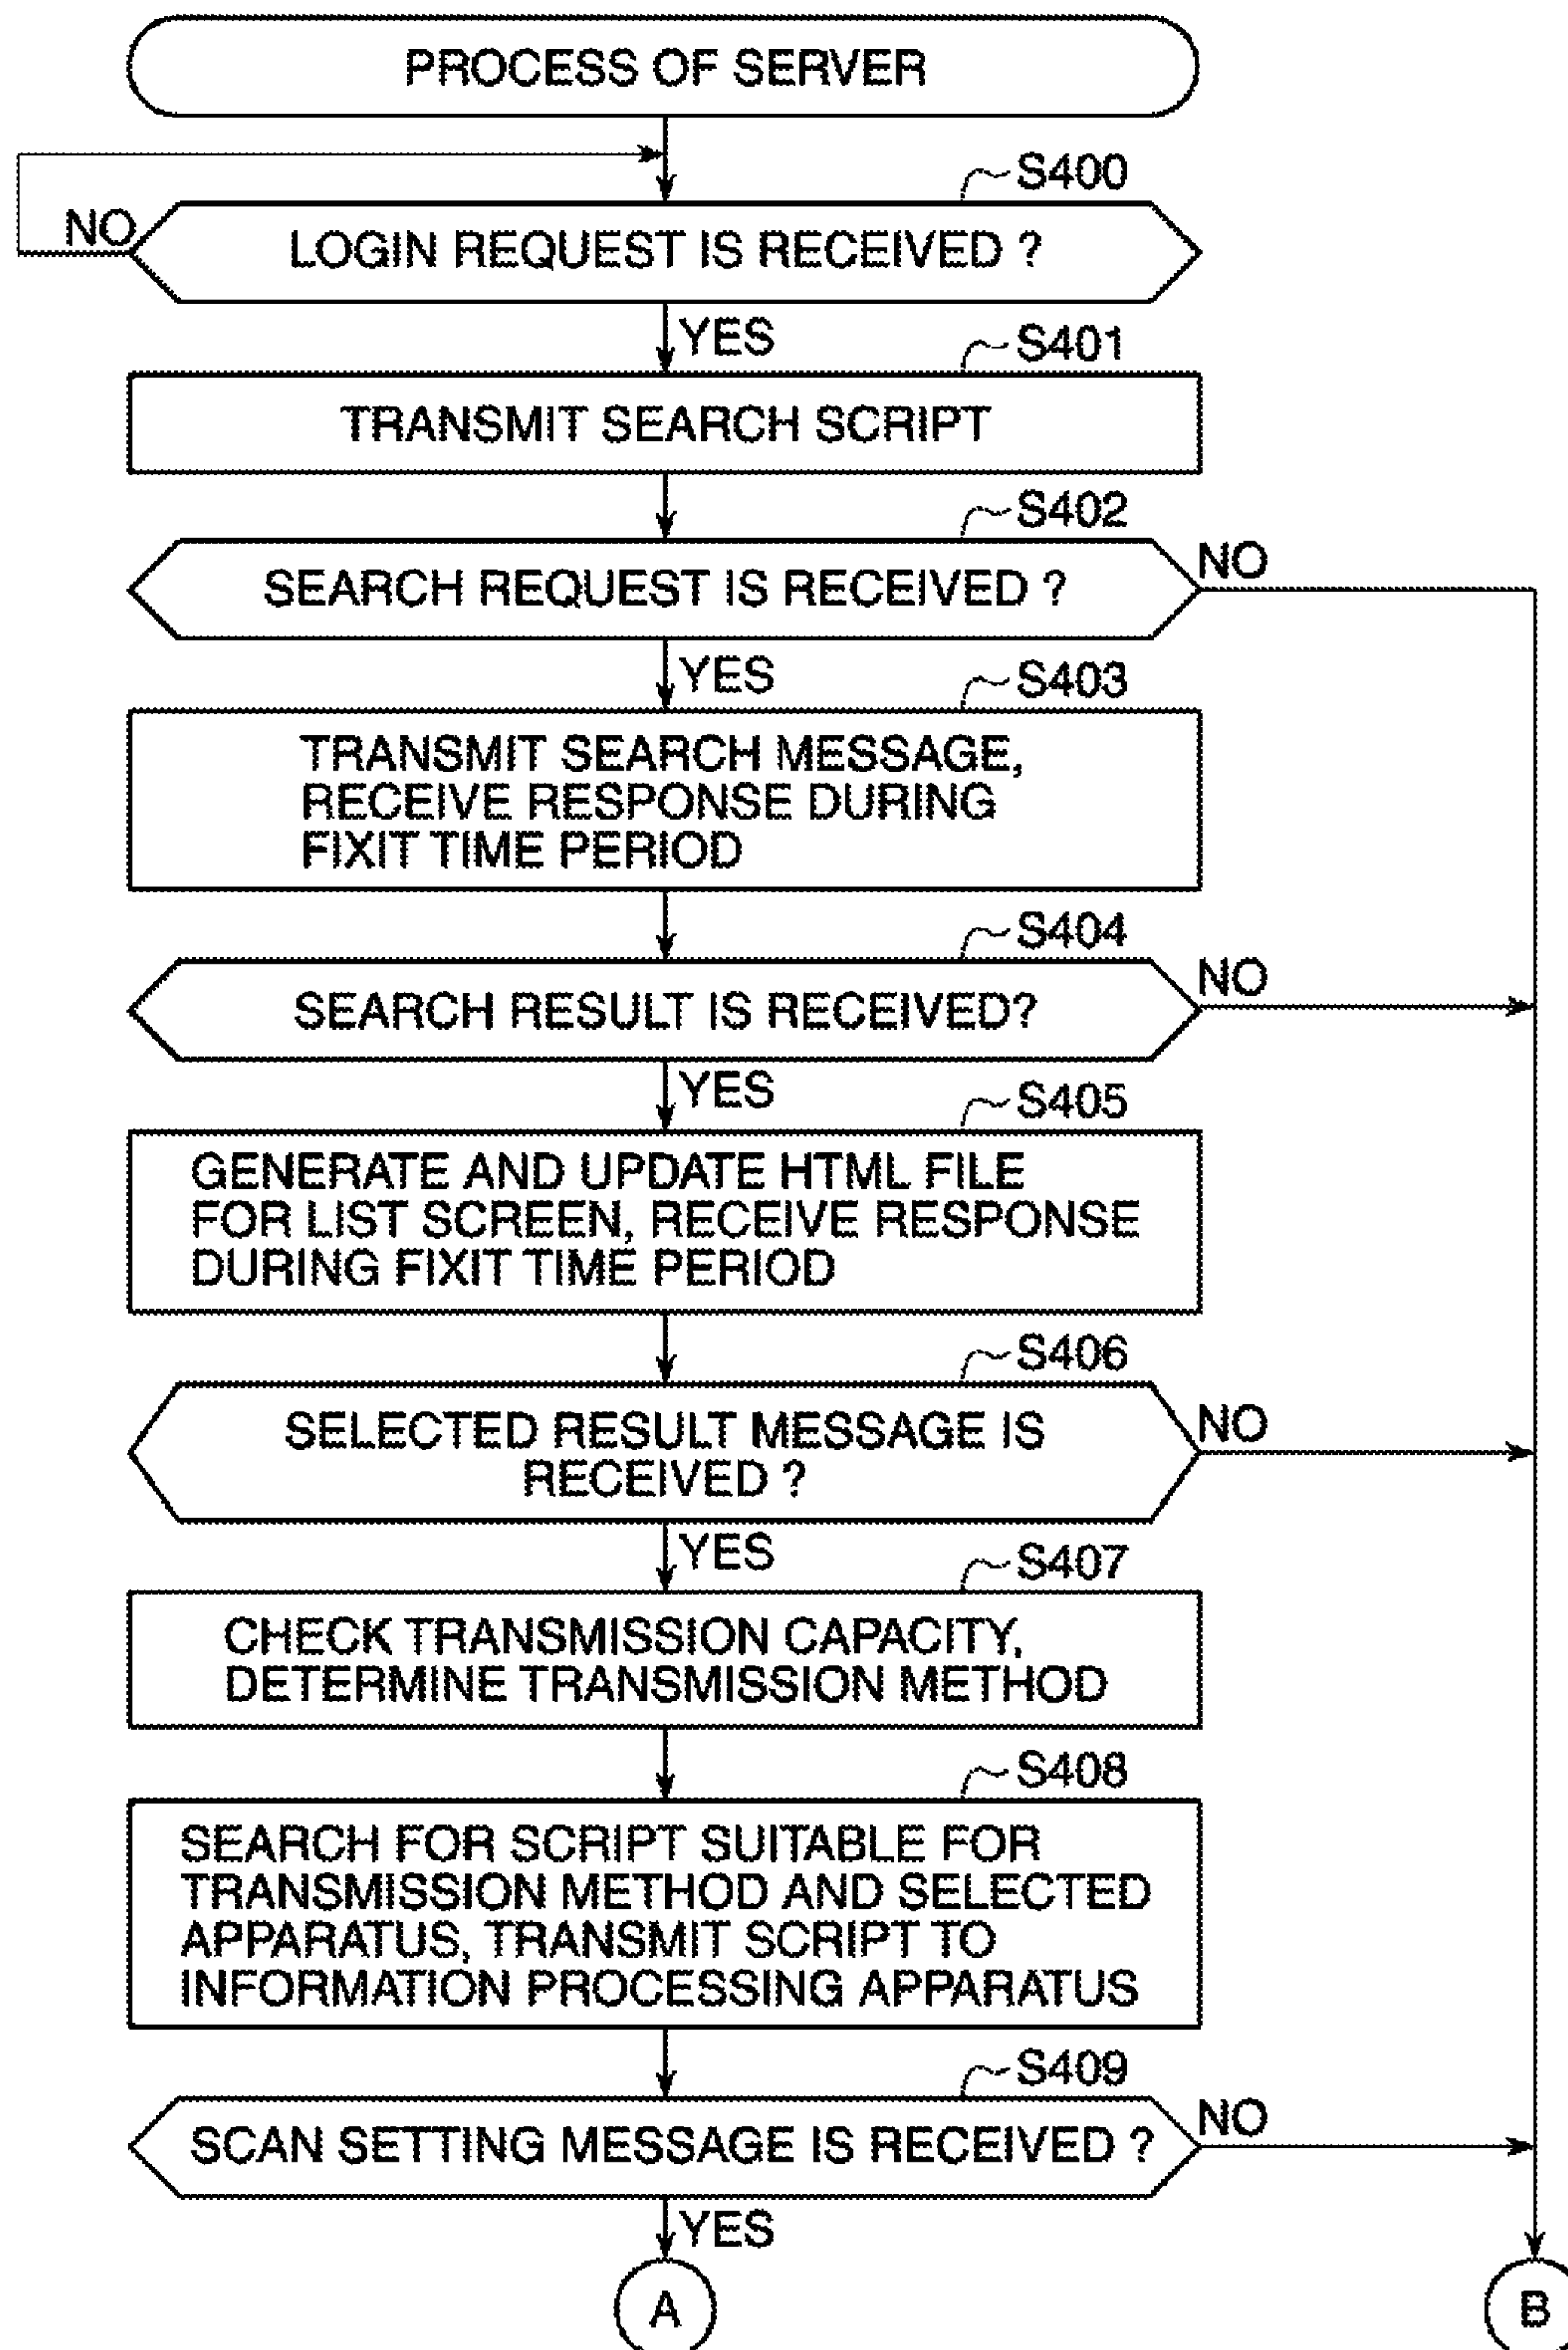 PROCESS OF SERVER
S400
NO
LOGIN REQUEST IS RECEIVED ?
YES
S401
TRANSMIT SEARCH SCRIPT
S402
SEARCH REQUEST IS RECEIVED ?
NO
YES
S403
TRANSMIT SEARCH MESSAGE,
RECEIVE RESPONSE DURING
FIXIT TIME PERIOD
S404
SEARCH RESULT IS RECEIVED?
NO
YES
S405
GENERATE AND UPDATE HTML FILE
FOR LIST SCREEN, RECEIVE RESPONSE
DURING FIXIT TIME PERIOD
S406
SELECTED RESULT MESSAGE IS
RECEIVED ?
NO
YES
S407
CHECK TRANSMISSION CAPACITY,
DETERMINE TRANSMISSION METHOD
S408
SEARCH FOR SCRIPT SUITABLE FOR
TRANSMISSION METHOD AND SELECTED
APPARATUS, TRANSMIT SCRIPT TO
INFORMATION PROCESSING APPARATUS
S409
SCAN SETTING MESSAGE IS RECEIVED ?
NO
YES
A
B